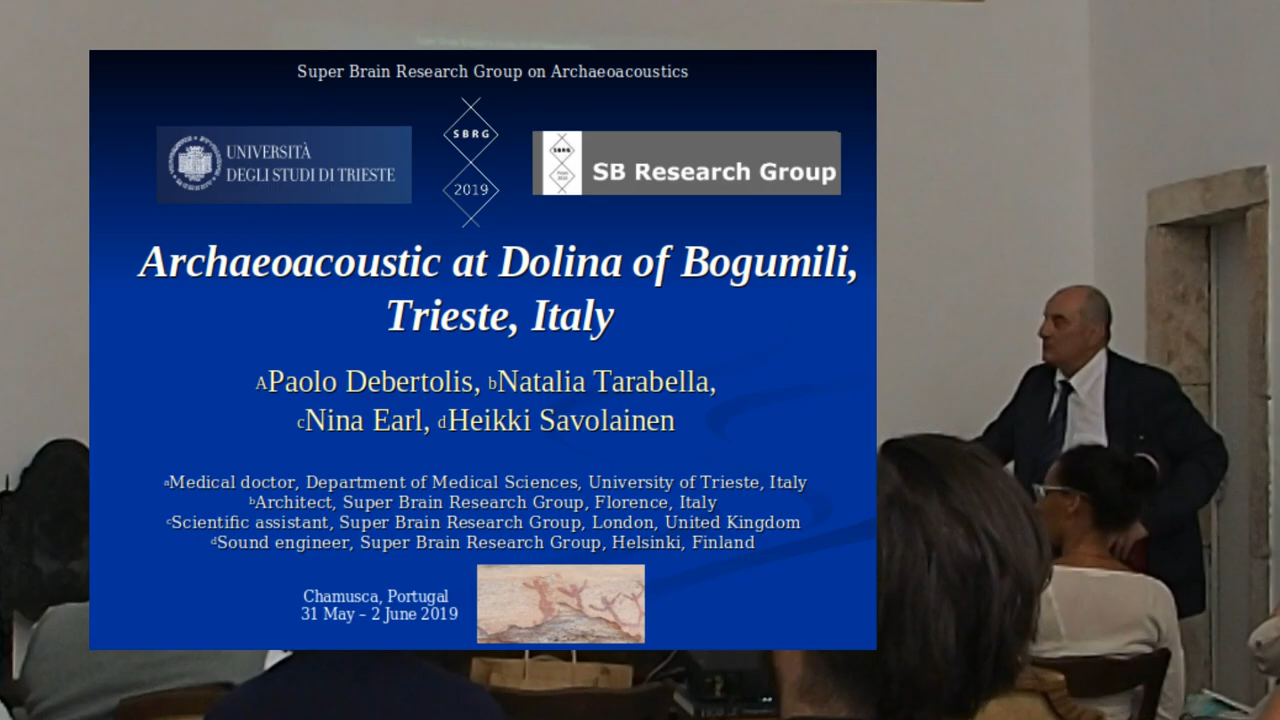 Super Brain Research Group on Archaeoacoustics
UNIVERSITÀ
DEGLI STUDI DI TRIESTE
SBRG
2019
SBRG
SB Research Group
Archaeoacoustic at Dolina of Bogumili,
Trieste, Italy
APaolo Debertolis, bNatalia Tarabella,
cNina Earl, dHeikki Savolainen
aMedical doctor, Department of Medical Sciences, University of Trieste, Italy
bArchitect, Super Brain Research Group, Florence, Italy
cScientific assistant, Super Brain Research Group, London, United Kingdom
dSound engineer, Super Brain Research Group, Helsinki, Finland
Chamusca, Portugal
31 May – 2 June 2019